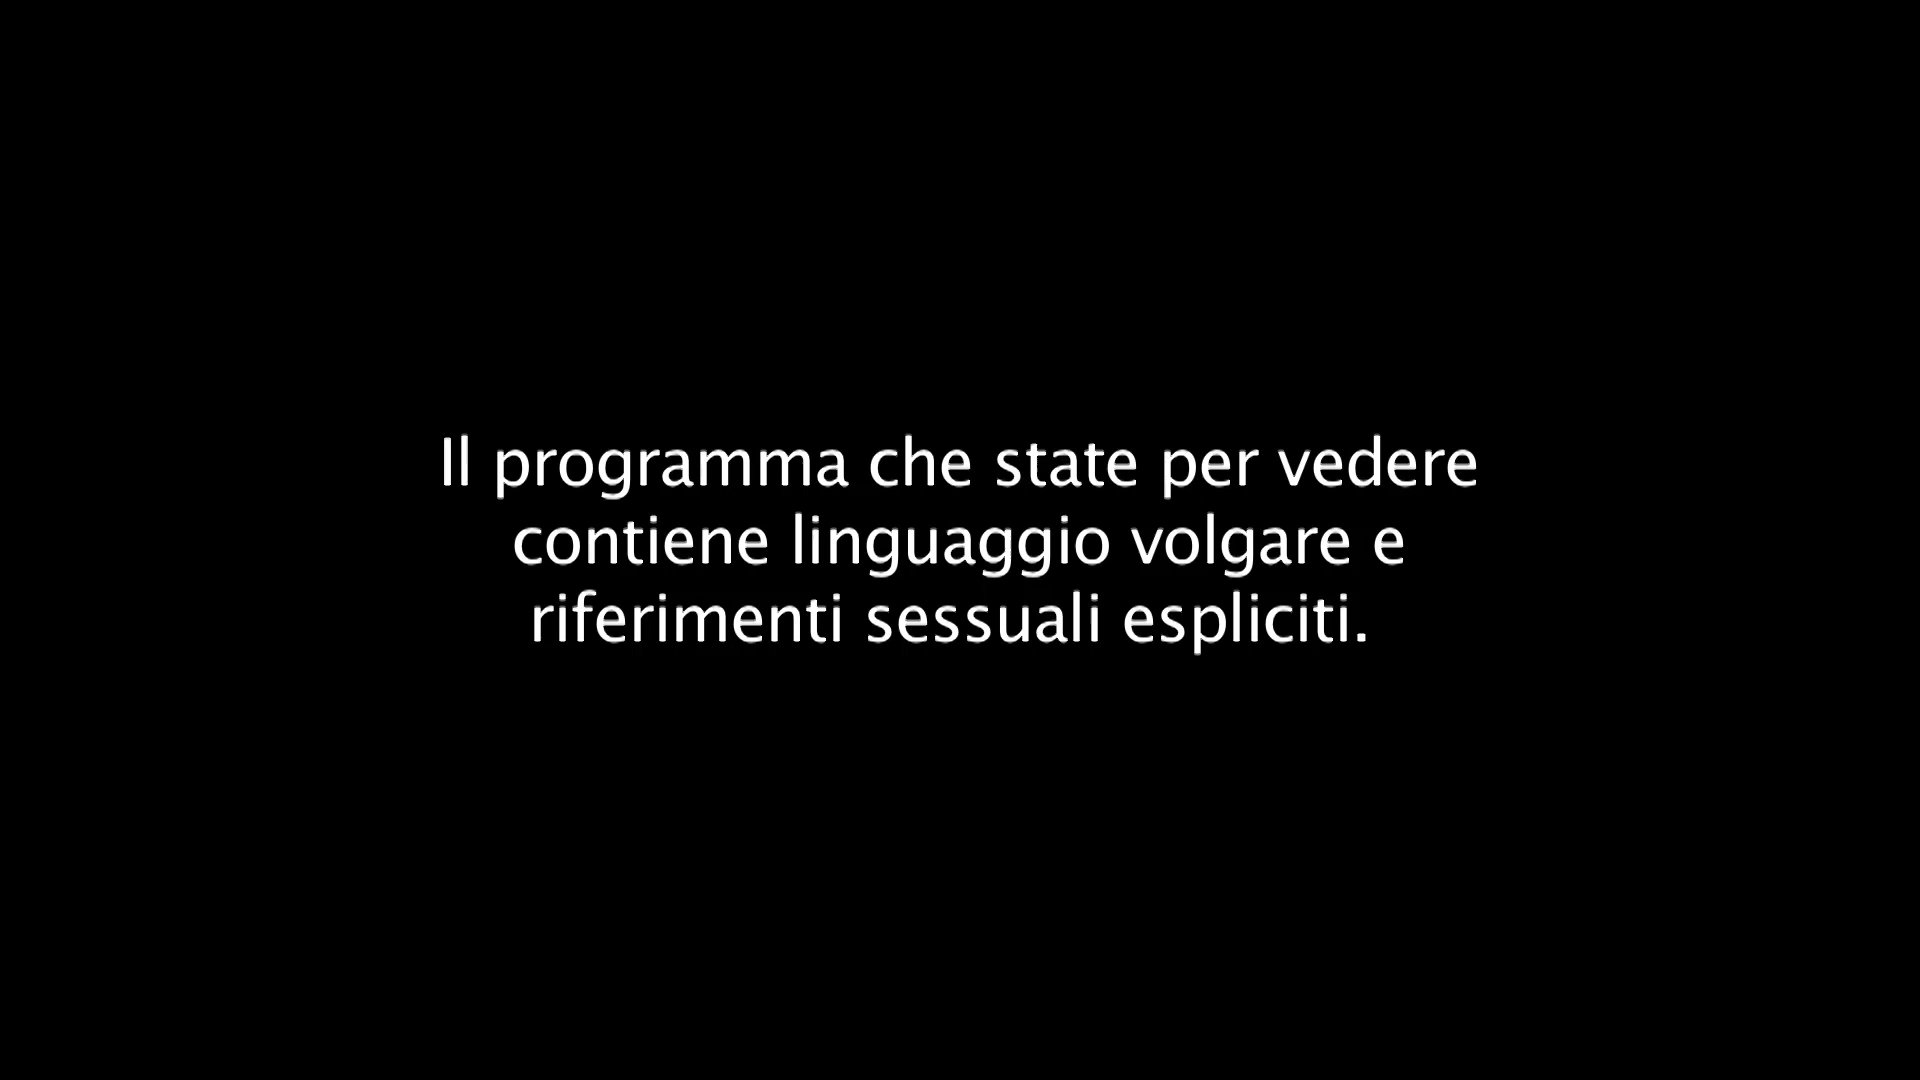 Il programma che state per vedere
contiene linguaggio volgare e
riferimenti sessuali espliciti.